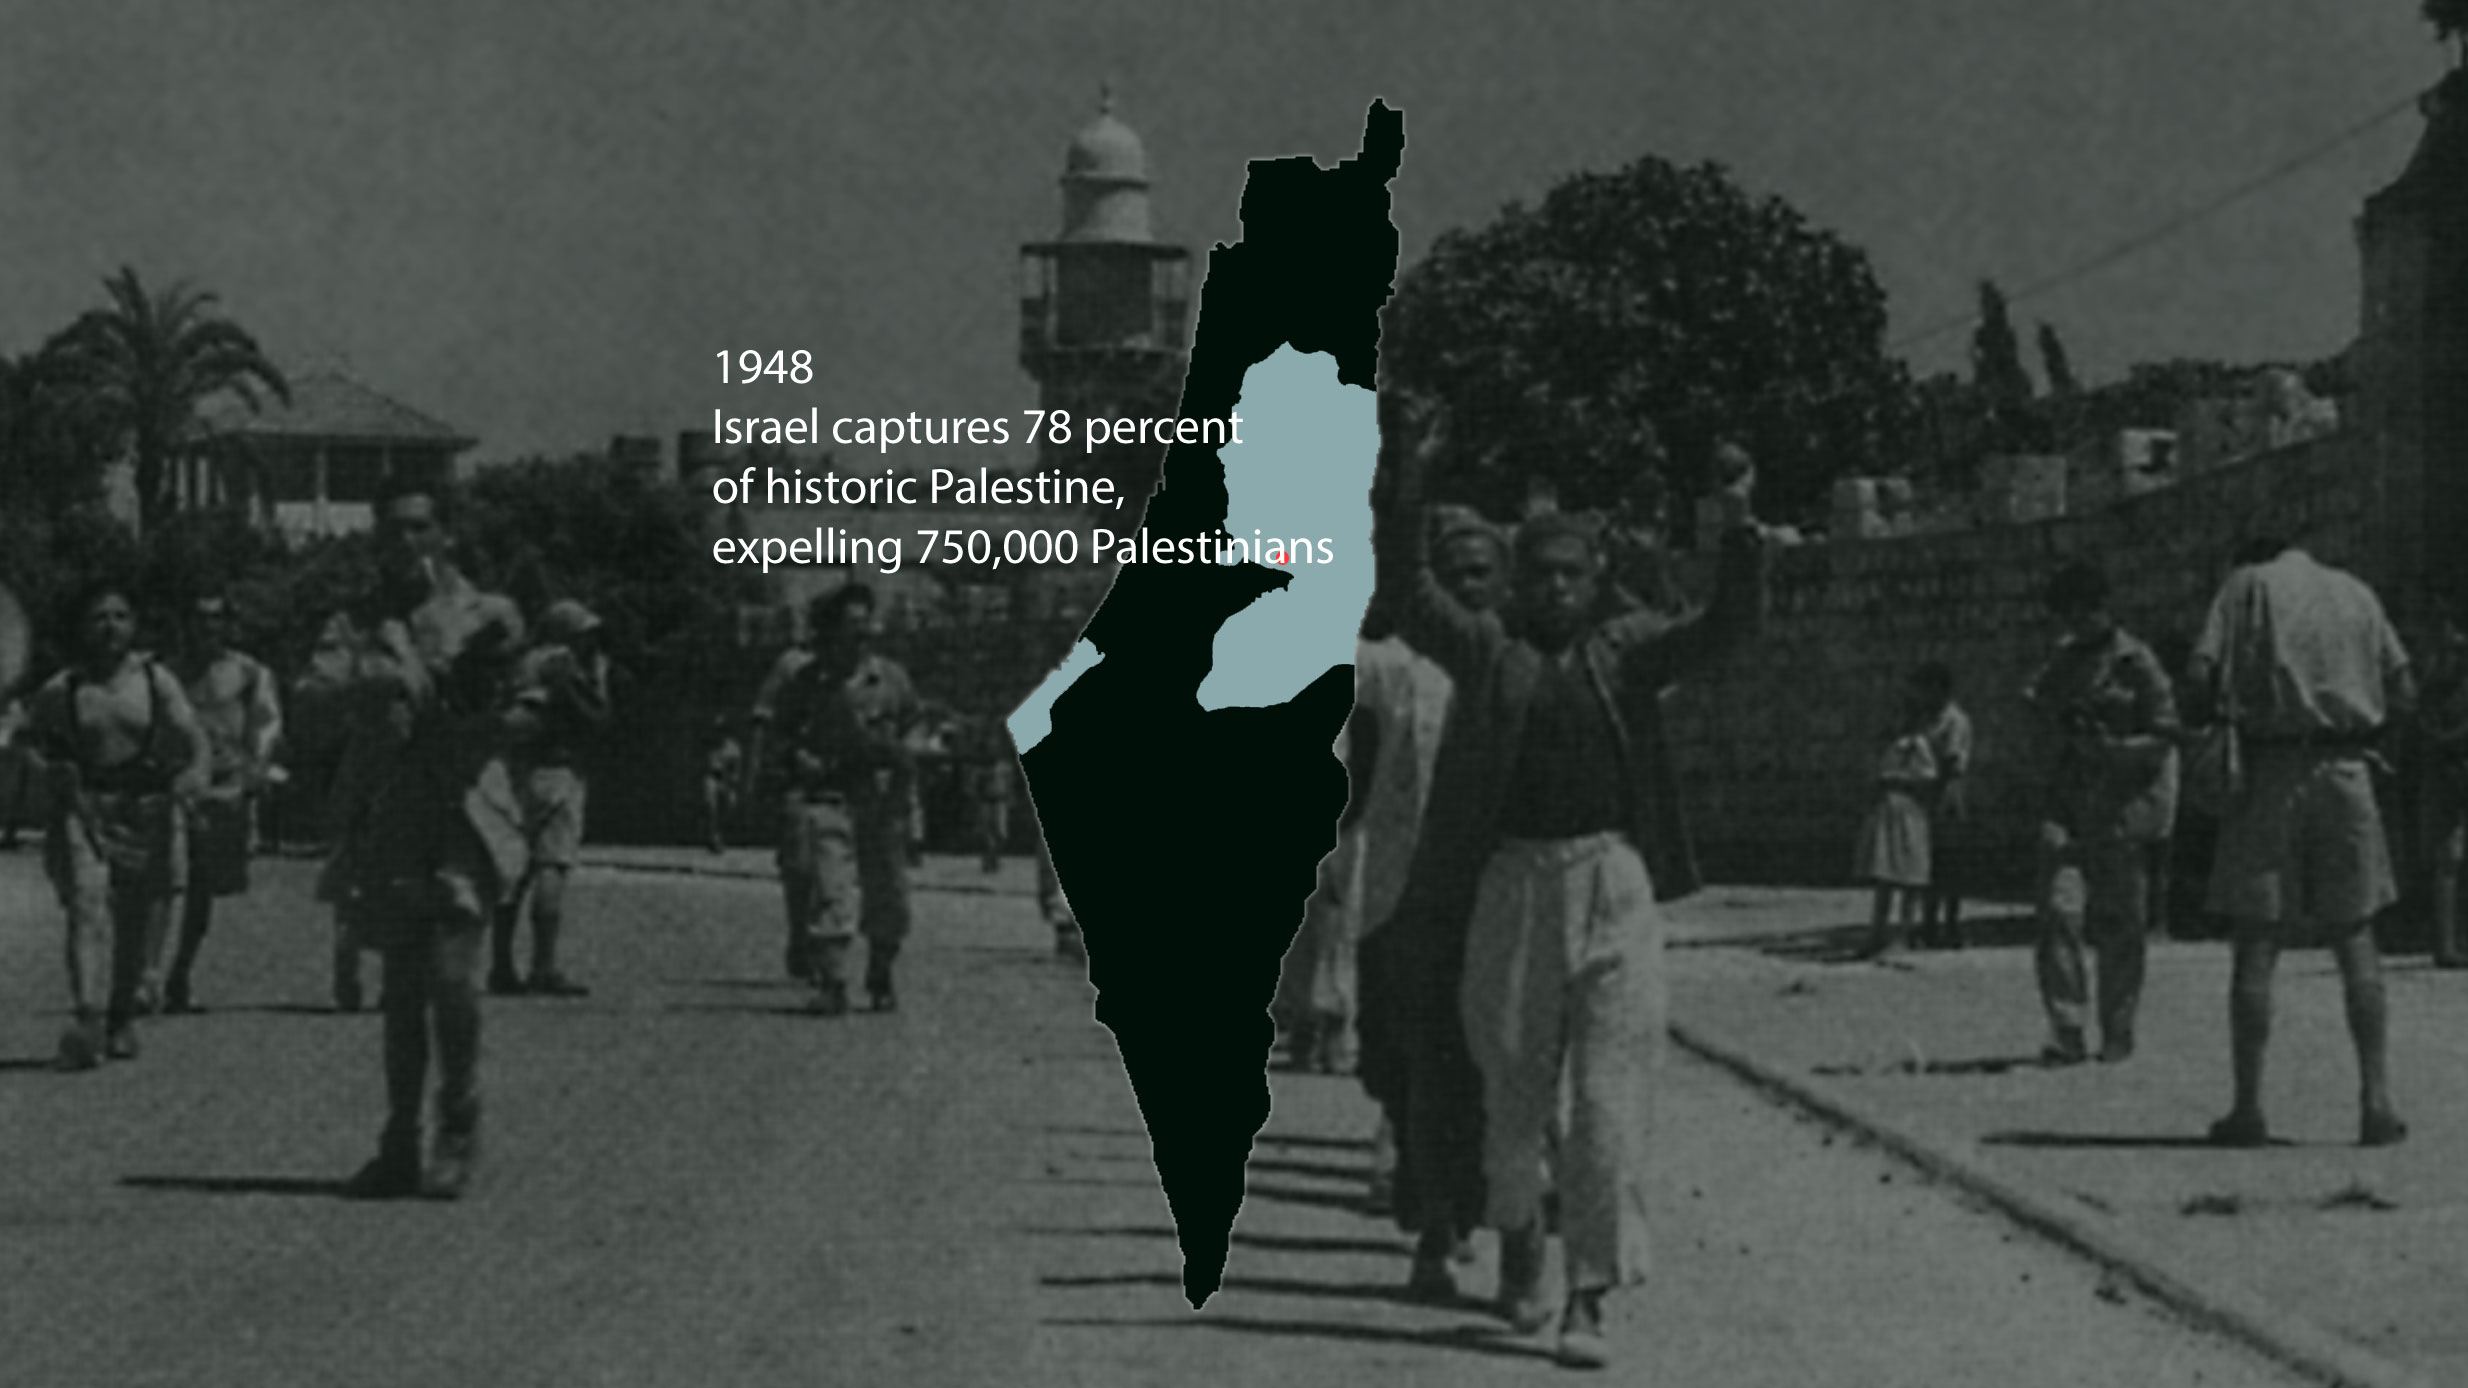 1948
Israel captures 78 percent
of historic Palestine,
expelling 750,000 Palestinians